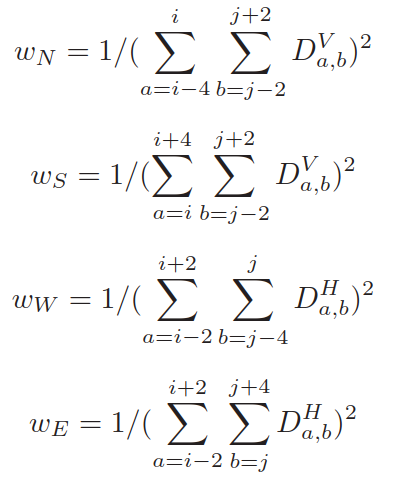 w_N = 1/( \sum_{a=i-4}^{i} \sum_{b=j-2}^{j+2} D^V_{a,b})^2
w_S = 1/( \sum_{a=i}^{i+4} \sum_{b=j-2}^{j+2} D^V_{a,b})^2
w_W = 1/( \sum_{a=i-2}^{i+2} \sum_{b=j-4}^{j} D^H_{a,b})^2
w_E = 1/( \sum_{a=i-2}^{i+2} \sum_{b=j}^{j+4} D^H_{a,b})^2